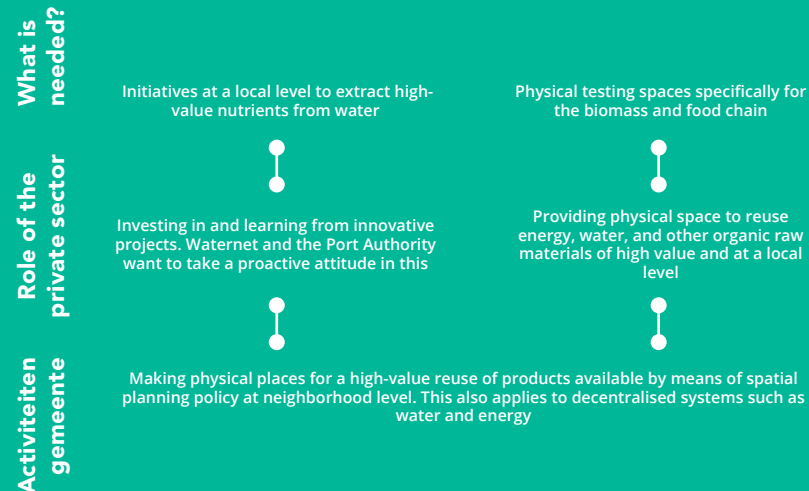 What is
needed?
Initiatives at a local level to extract high-
value nutrients from water
Physical testing spaces specifically for
the biomass and food chain
Role of the
private sector
Investing in and learning from innovative
projects. Waternet and the Port Authority
want to take a proactive attitude in this
Providing physical space to reuse
energy, water, and other organic raw
materials of high value and at a local
level
Activiteiten
gemeente
Making physical places for a high-value reuse of products available by means of spatial
planning policy at neighborhood level. This also applies to decentralised systems such as
water and energy